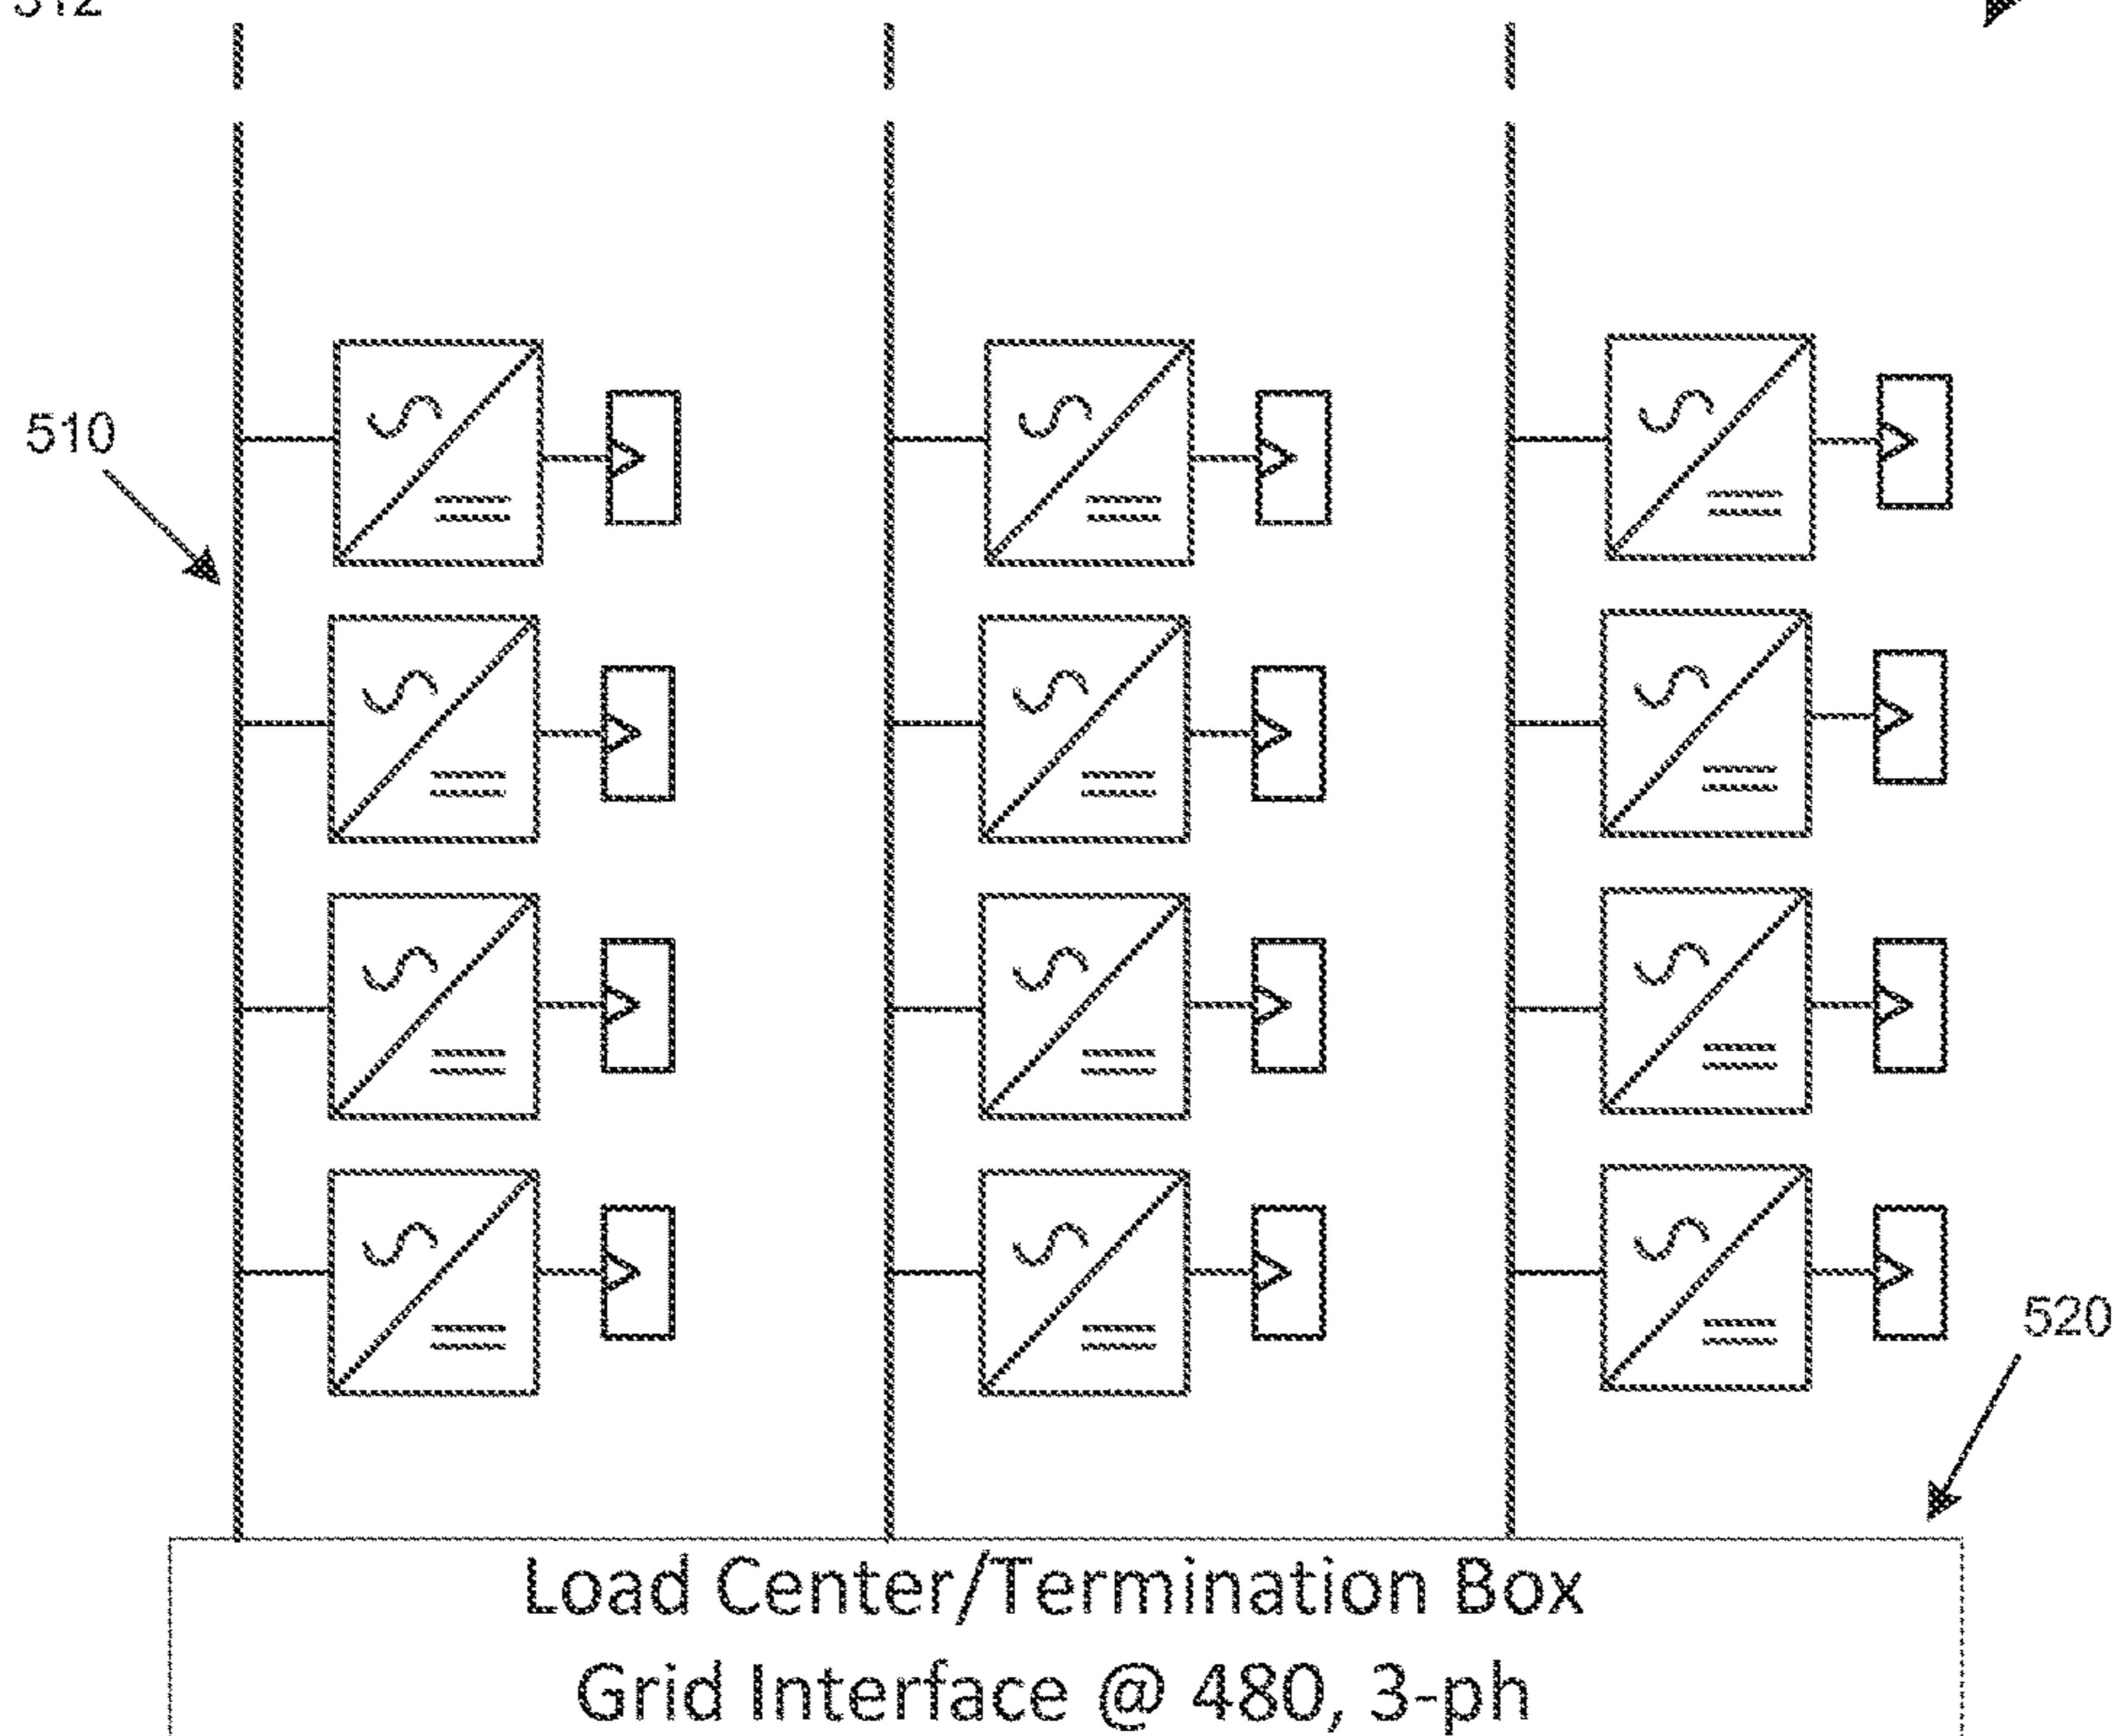 510
520
Load Center/Termination Box
Grid Interface @ 480, 3-ph